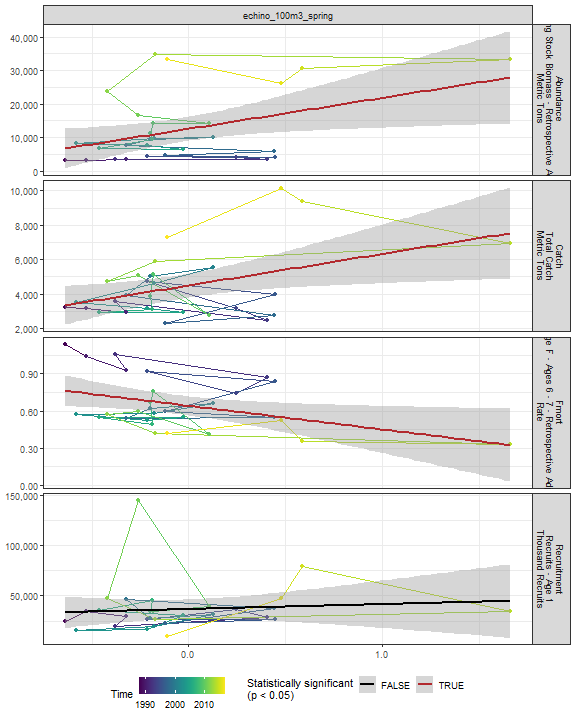 echino_100m3_spring
40,000
30,000
20,000
10,000
0
Abundance
ng Stock Biomass - Retrospective A
Metric Tons
10,000
8,000
6,000
4,000
2,000
Catch
Total Catch
Metric Tons
0.90
0.60
0.30
0.00
Fmort
ge F - Ages 6 - 7 - Retrospective Ad
Rate
150,000
100,000
50,000
Recruitment
Recruits - Age 1
Thousand Recruits
0.0
1.0
Time
1990
2000
2010
Statistically significant
(p < 0.05)
FALSE
TRUE